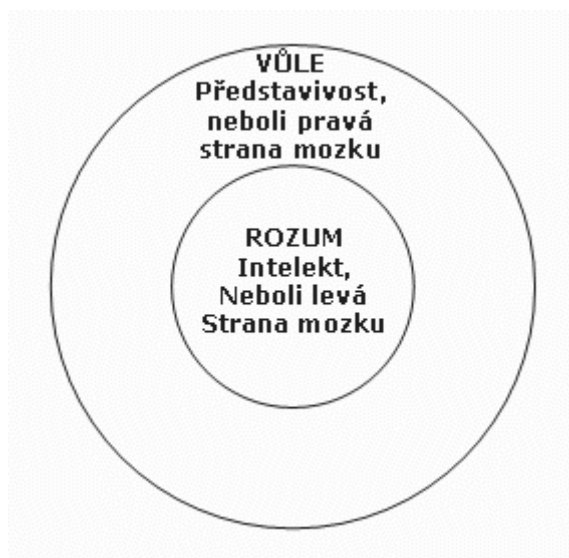 VŮLE
Představivost,
neboli pravá
strana mozku
ROZUM
Intelekt,
Neboli levá
Strana mozku